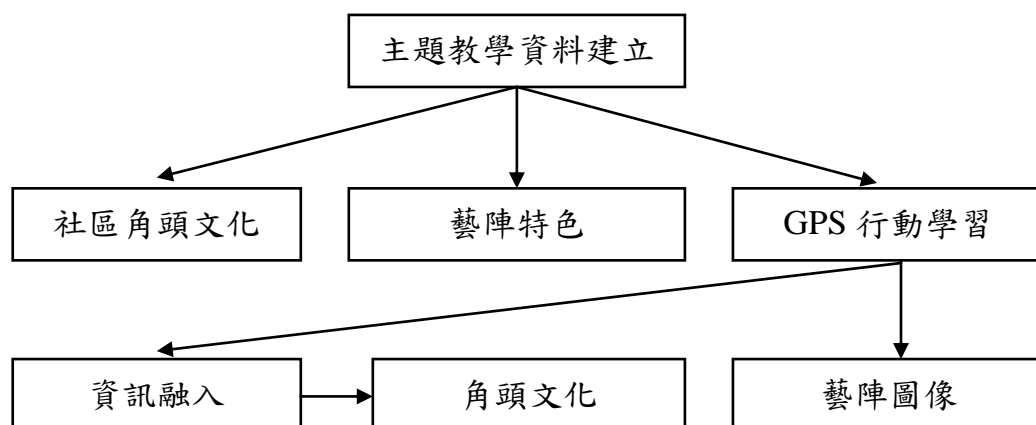 主題教學資料建立
社區角頭文化
藝陣特色
GPS 行動學習
資訊融入
角頭文化
藝陣圖像